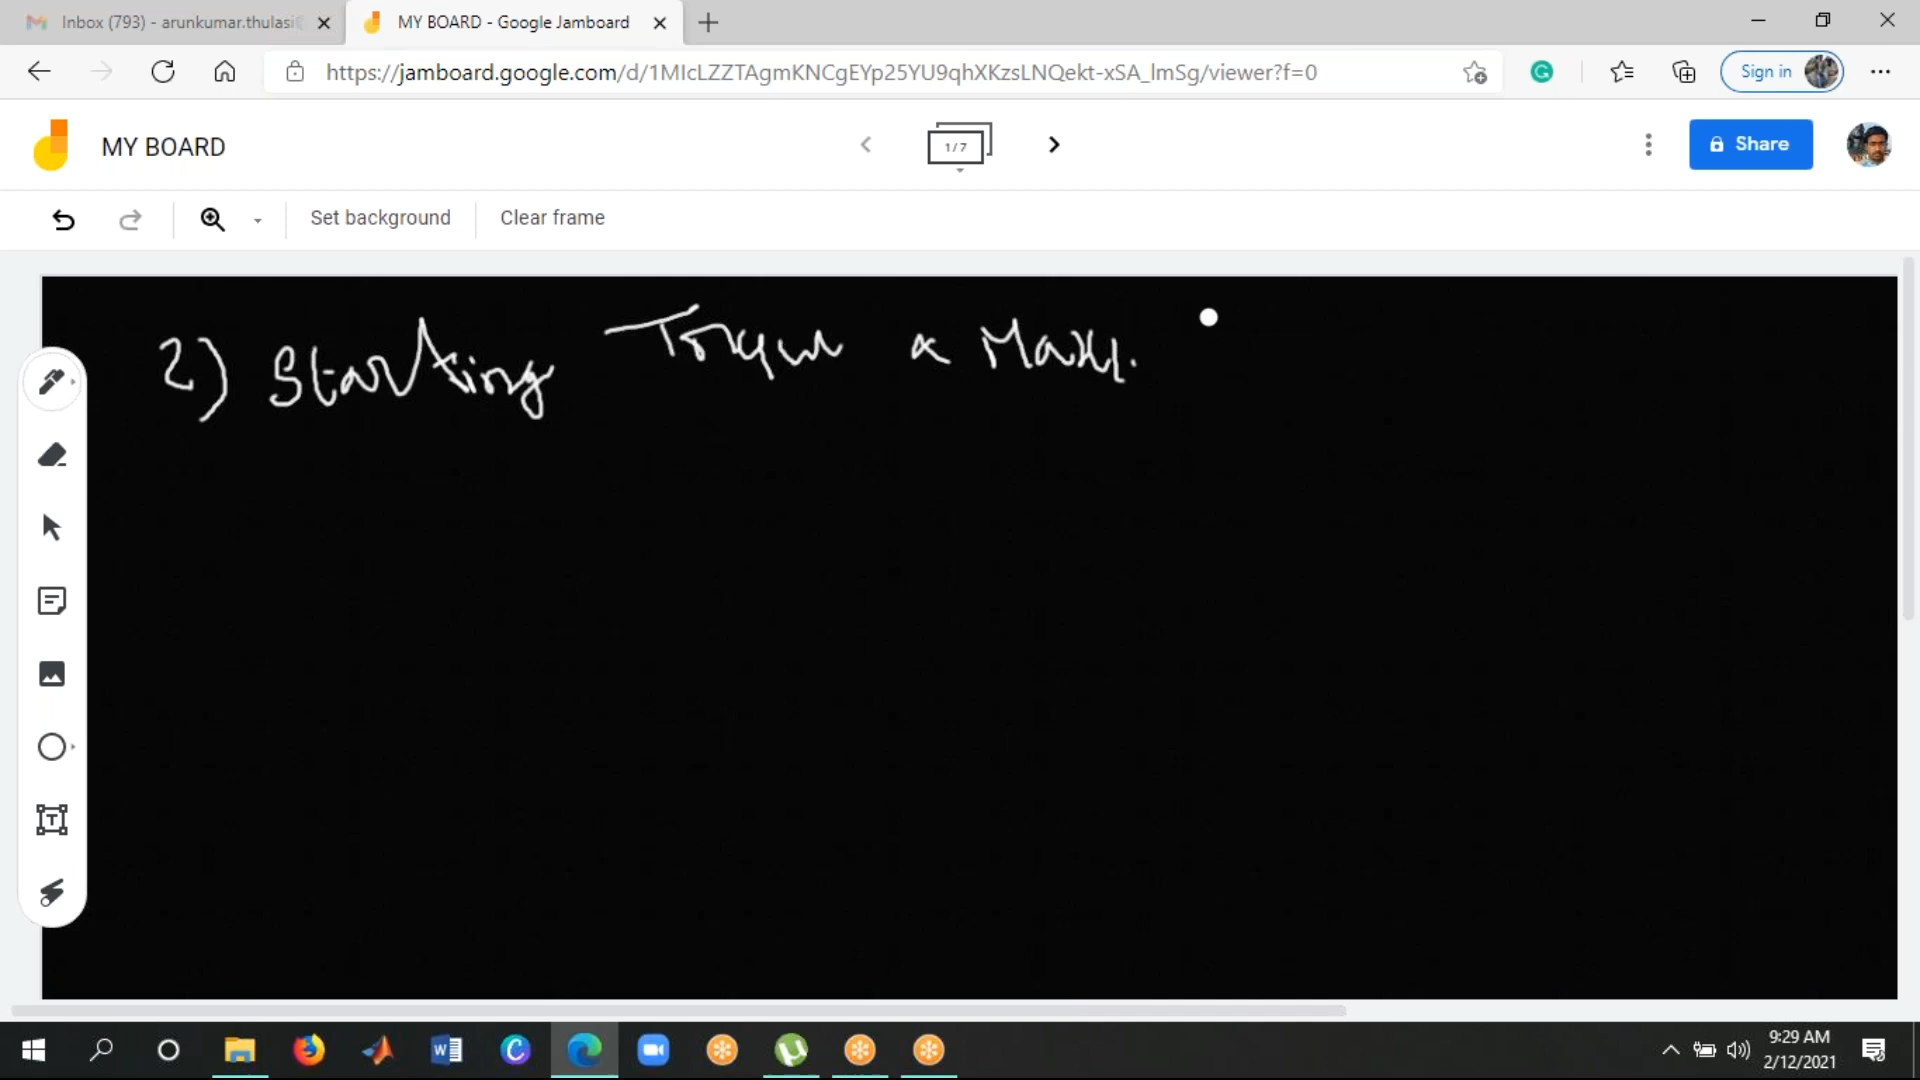 Inbox (793) - arunkumar.thulasi
MY BOARD - Google Jamboard
https://jamboard.google.com/d/1MIcLZZTAgmKNCgEYp25YU9qhXKzsLNQekt-xSA_lmSg/viewer?f=0
Sign in
MY BOARD
1/7
Share
Set background
Clear frame
2) Starting Torque & Max.
9:29 AM
2/12/2021